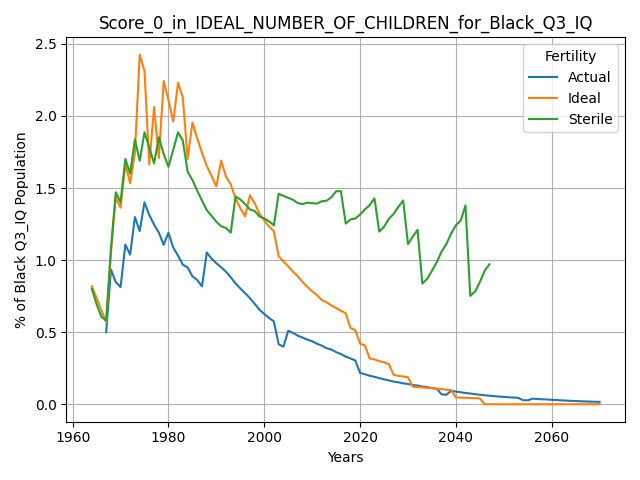 Score_0_in_IDEAL_NUMBER_OF_CHILDREN_for_Black_Q3_IQ
2.5
2.0
1.5
1.0
0.5
0.0
% of Black Q3_IQ Population
Fertility
Actual
Ideal
Sterile
1960
1980
2000
2020
2040
2060
Years